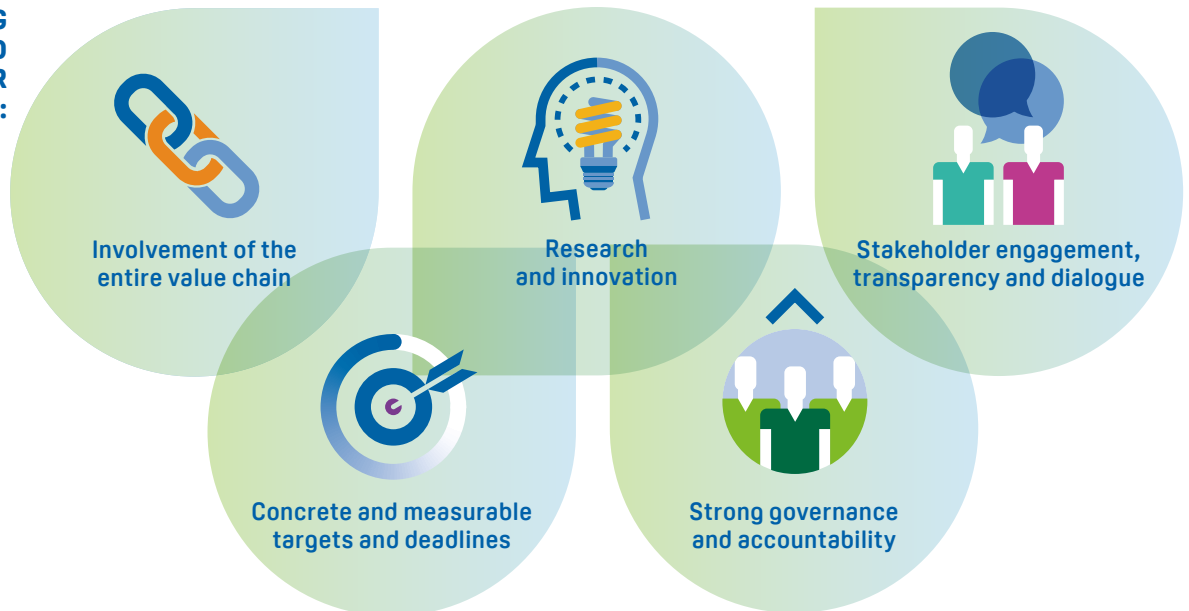 G
O
R
:
Involvement of the
entire value chain
Research
and innovation
Stakeholder engagement,
transparency and dialogue
Concrete and measurable
targets and deadlines
Strong governance
and accountability